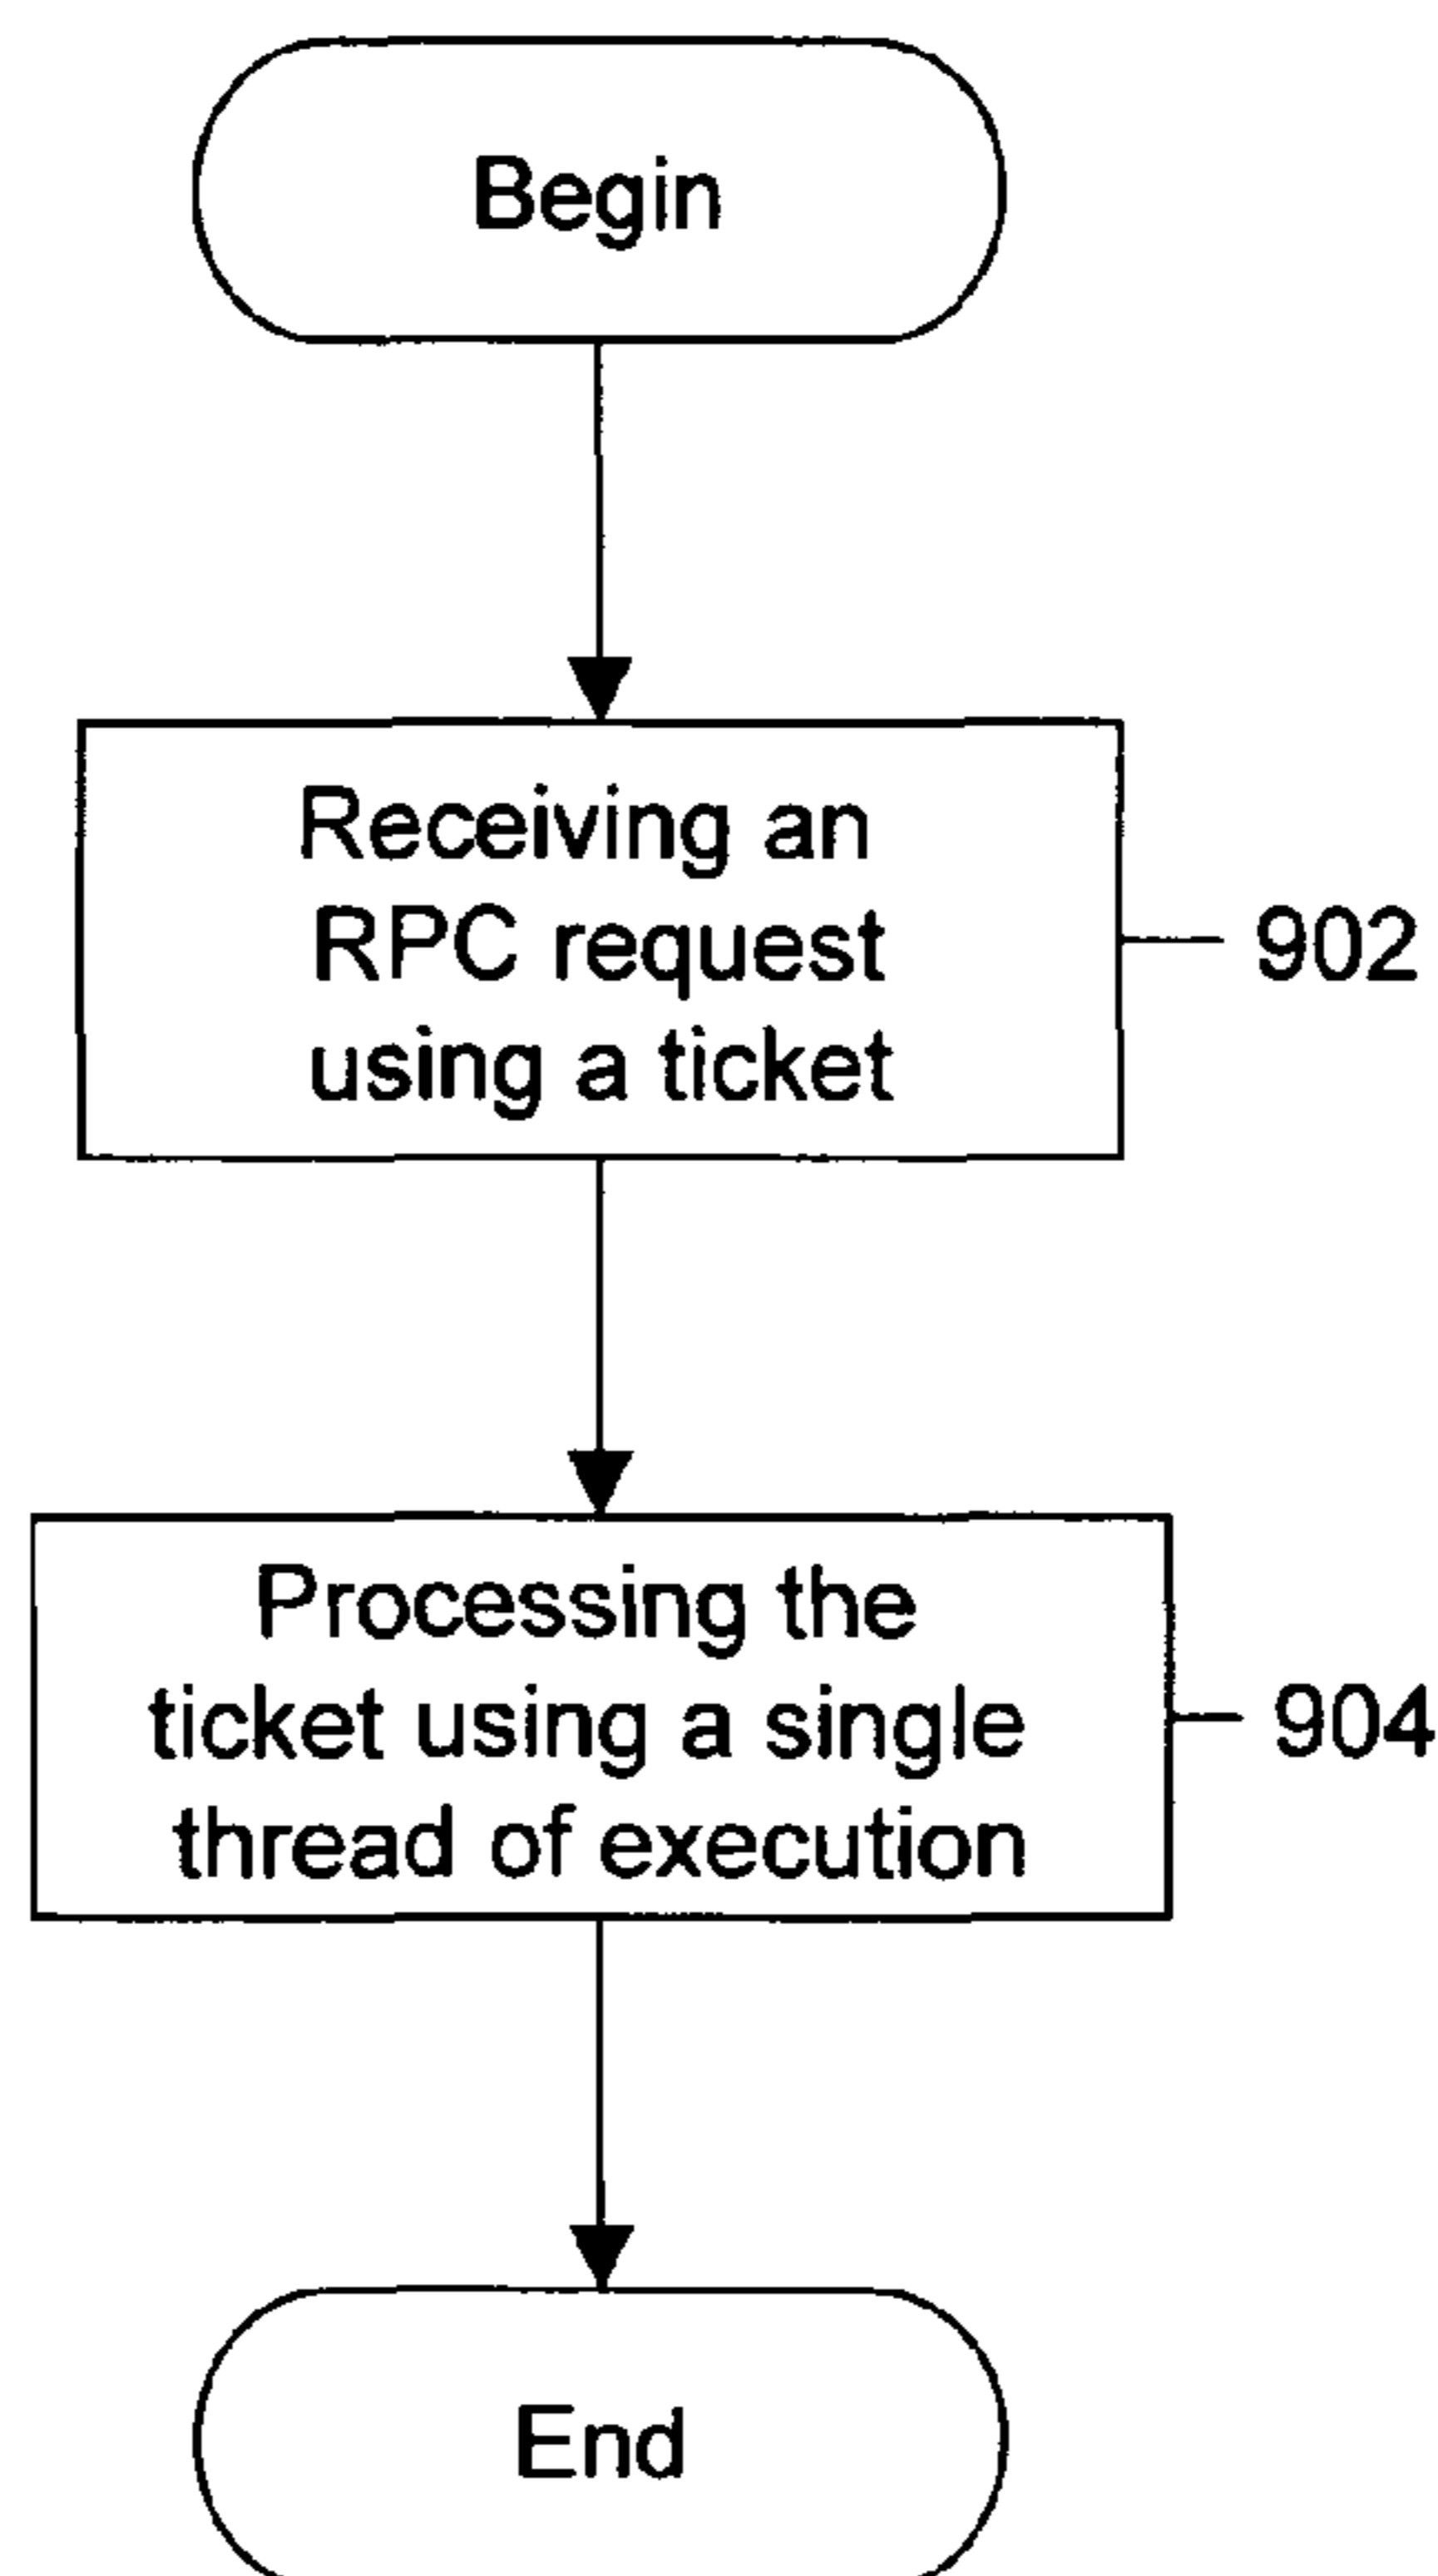 Begin
Receiving an
RPC request
using a ticket
902
Processing the
ticket using a single
thread of execution
904
End